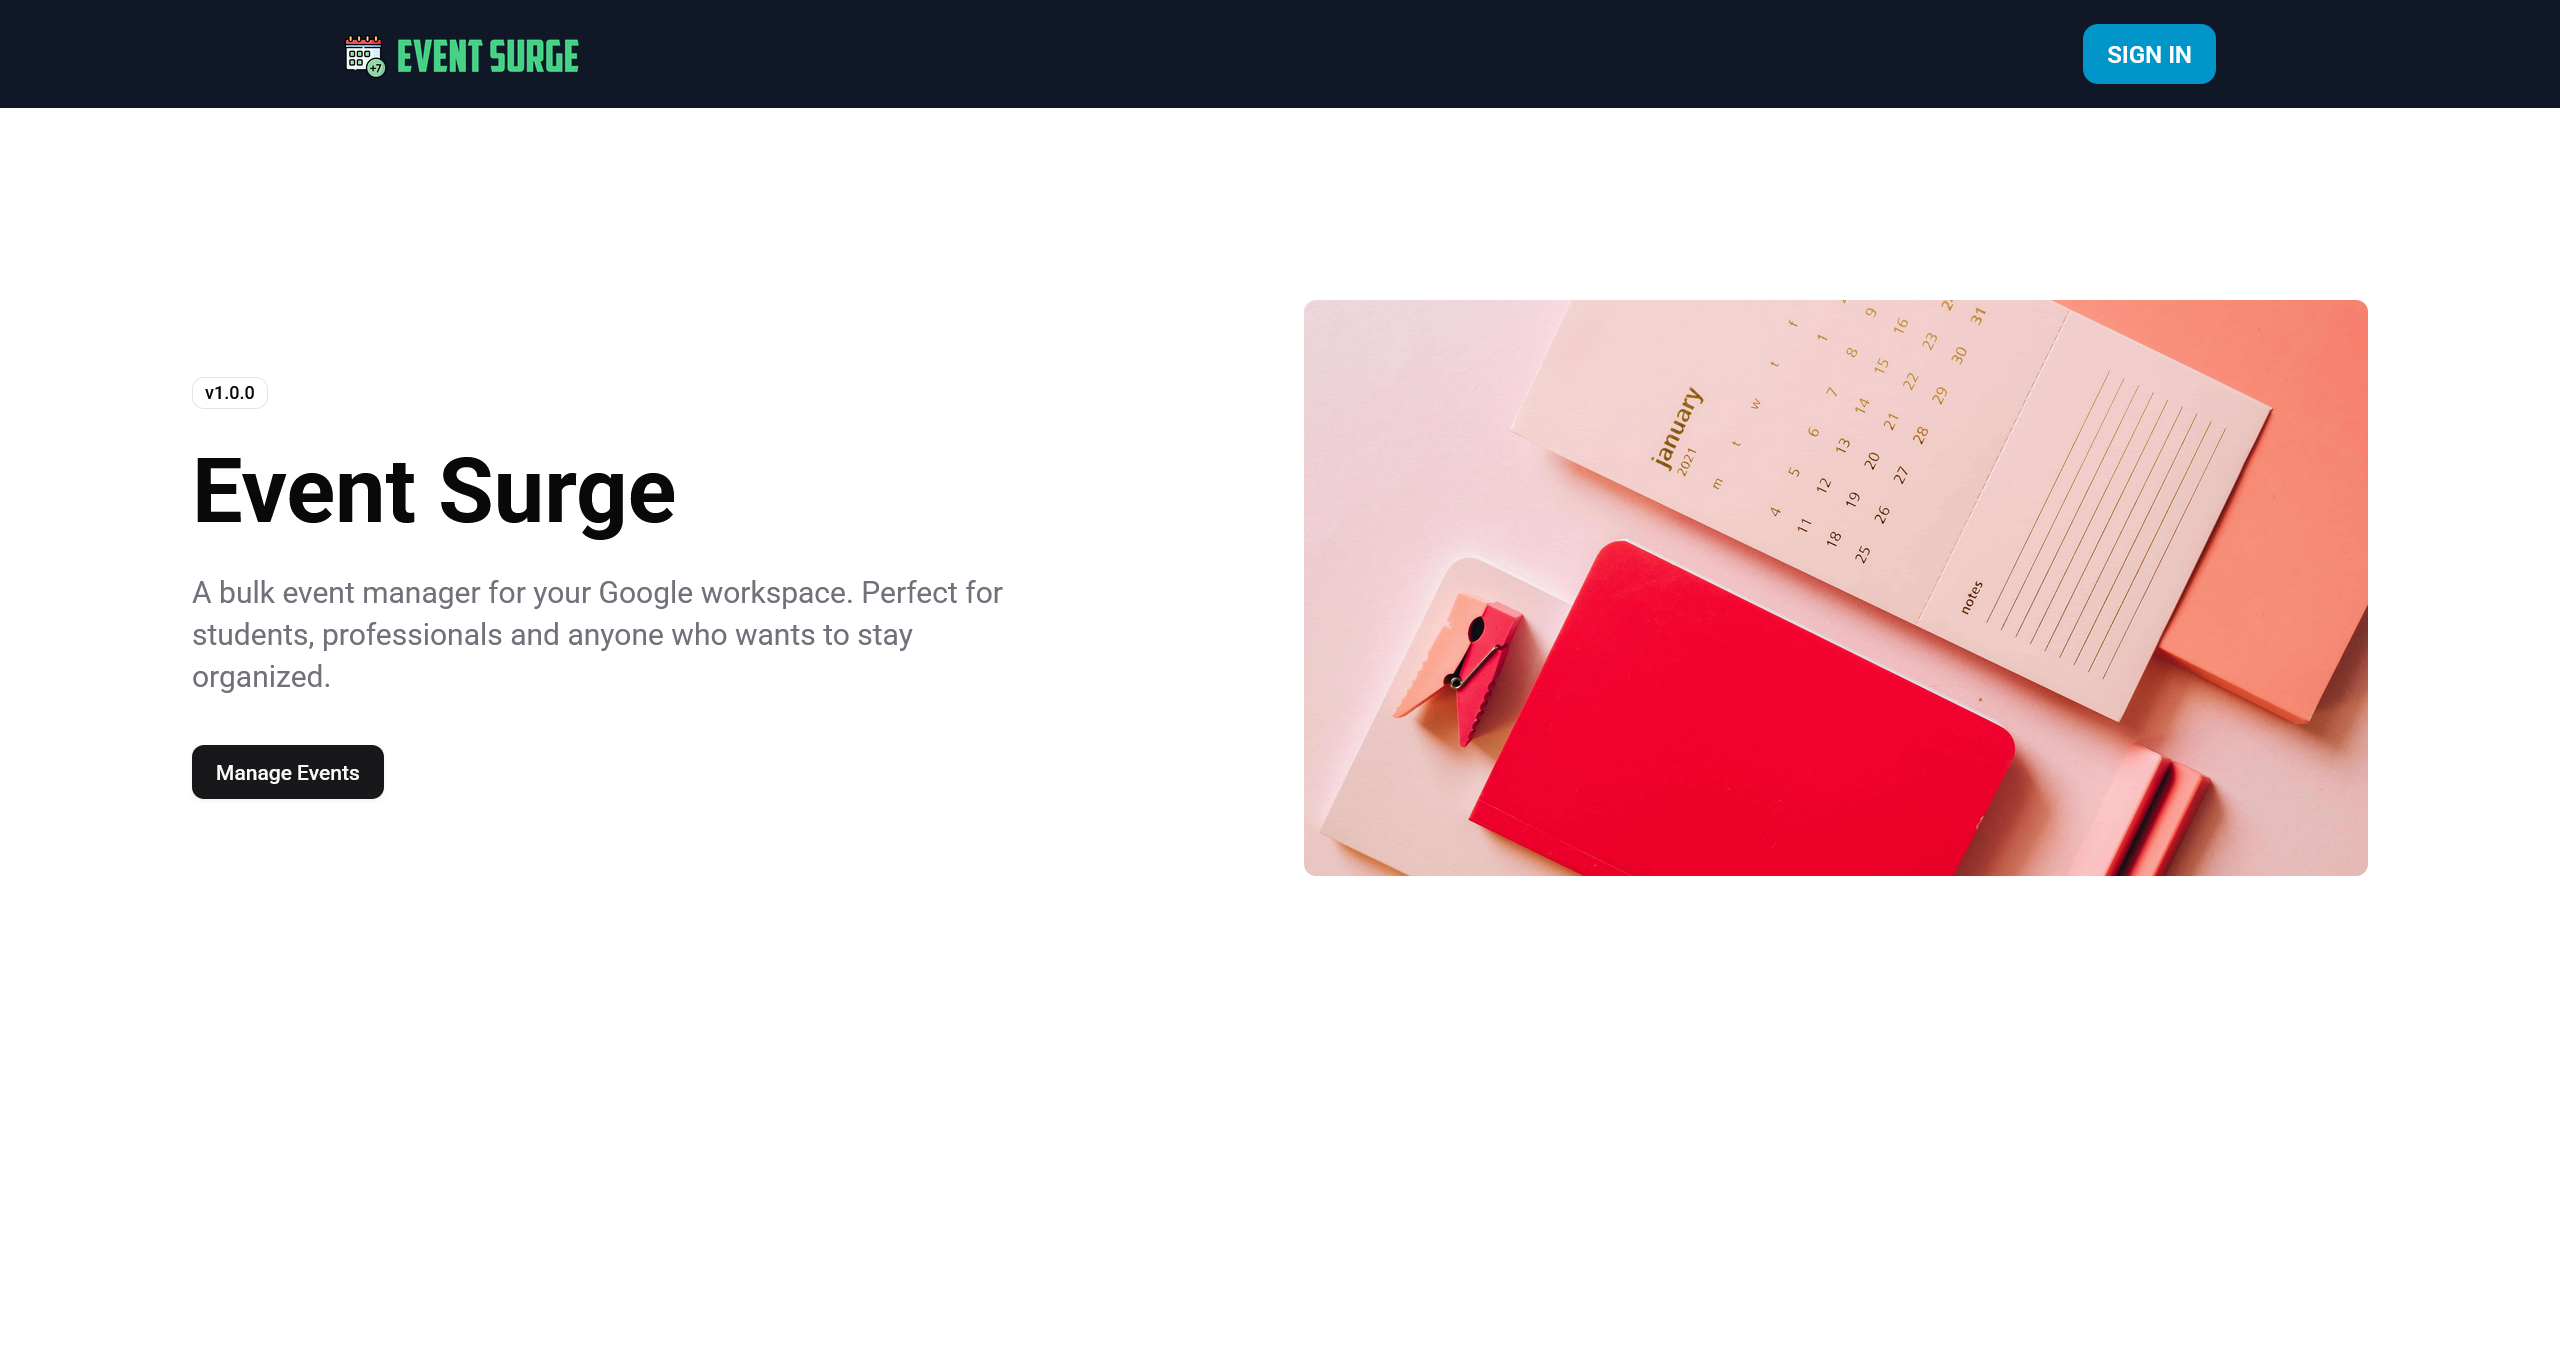 +7 EVENT SURGE
SIGN IN
v1.0.0
Event Surge
A bulk event manager for your Google workspace. Perfect for
students, professionals and anyone who wants to stay
organized.
Manage Events
january
2021
m t w t f
4 5 6 7 8 9
1
11 12 13 14 15 16
18 19 20 21 22 23
25 26 27 28 29 30 31
notes